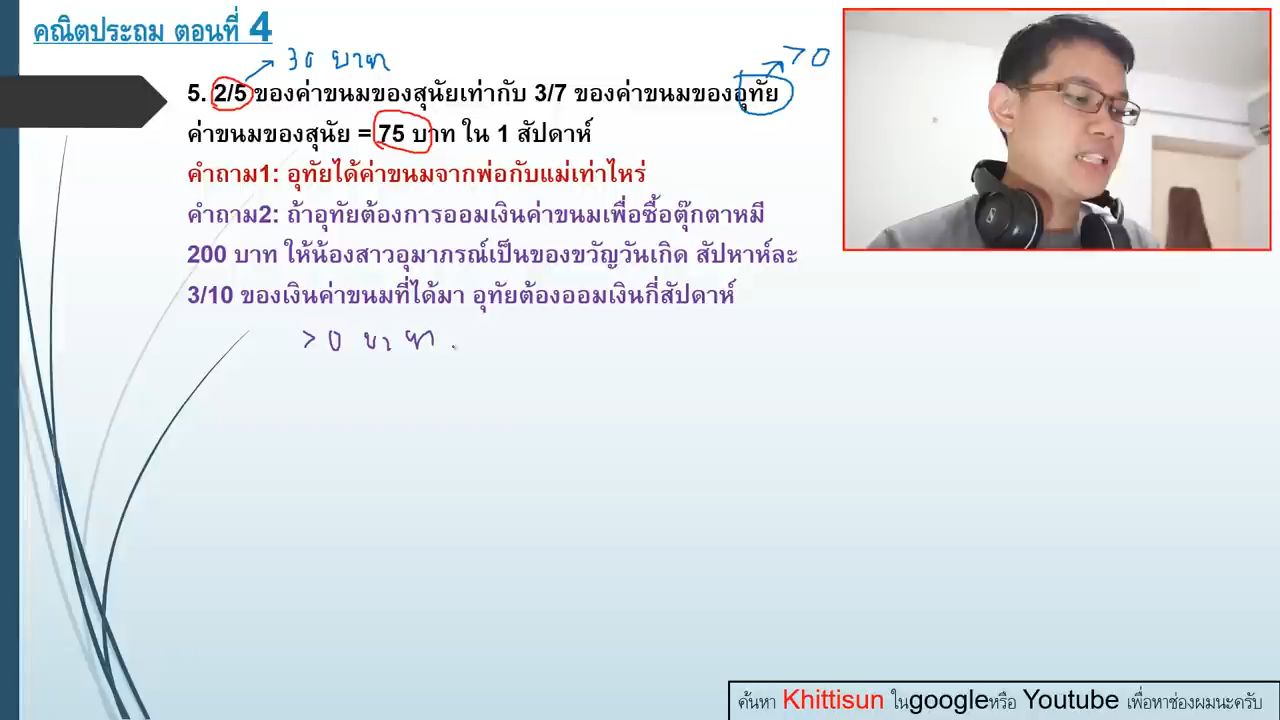 คณิตประถม ตอนที่ 4
30 บาท
70
5. 2/5 ของค่าขนมของสุนัยเท่ากับ 3/7 ของค่าขนมของอุทัย
ค่าขนมของสุนัย = 75 บาท ใน 1 สัปดาห์
คำถาม1: อุทัยได้ค่าขนมจากพ่อกับแม่เท่าไหร่
คำถาม2: ถ้าอุทัยต้องการออมเงินค่าขนมเพื่อซื้อตุ๊กตาหมี
200 บาท ให้น้องสาวอุมาภรณ์เป็นของขวัญวันเกิด สัปหาห์ละ
3/10 ของเงินค่าขนมที่ได้มา อุทัยต้องออมเงินกี่สัปดาห์
70 บาท
ค้นหา Khittisun ในgoogleหรือ Youtube เพื่อหาช่องผมนะครับ